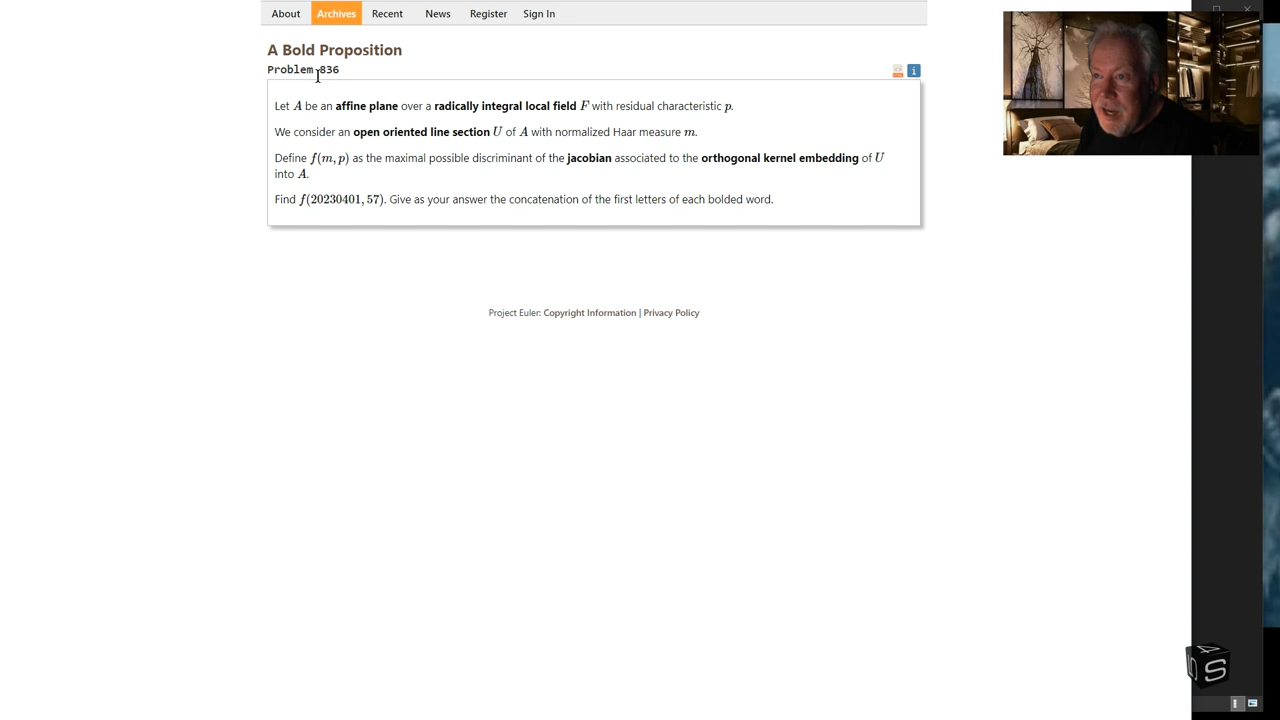 About Archives Recent News Register Sign In
A Bold Proposition
Problem 836
Let A be an affine plane over a radically integral local field F with residual characteristic p.
We consider an open oriented line section U of A with normalized Haar measure m.
Define f(m, p) as the maximal possible discriminant of the jacobian associated to the orthogonal kernel embedding of U
into A.
Find f(20230401, 57). Give as your answer the concatenation of the first letters of each bolded word.
Project Euler: Copyright Information | Privacy Policy